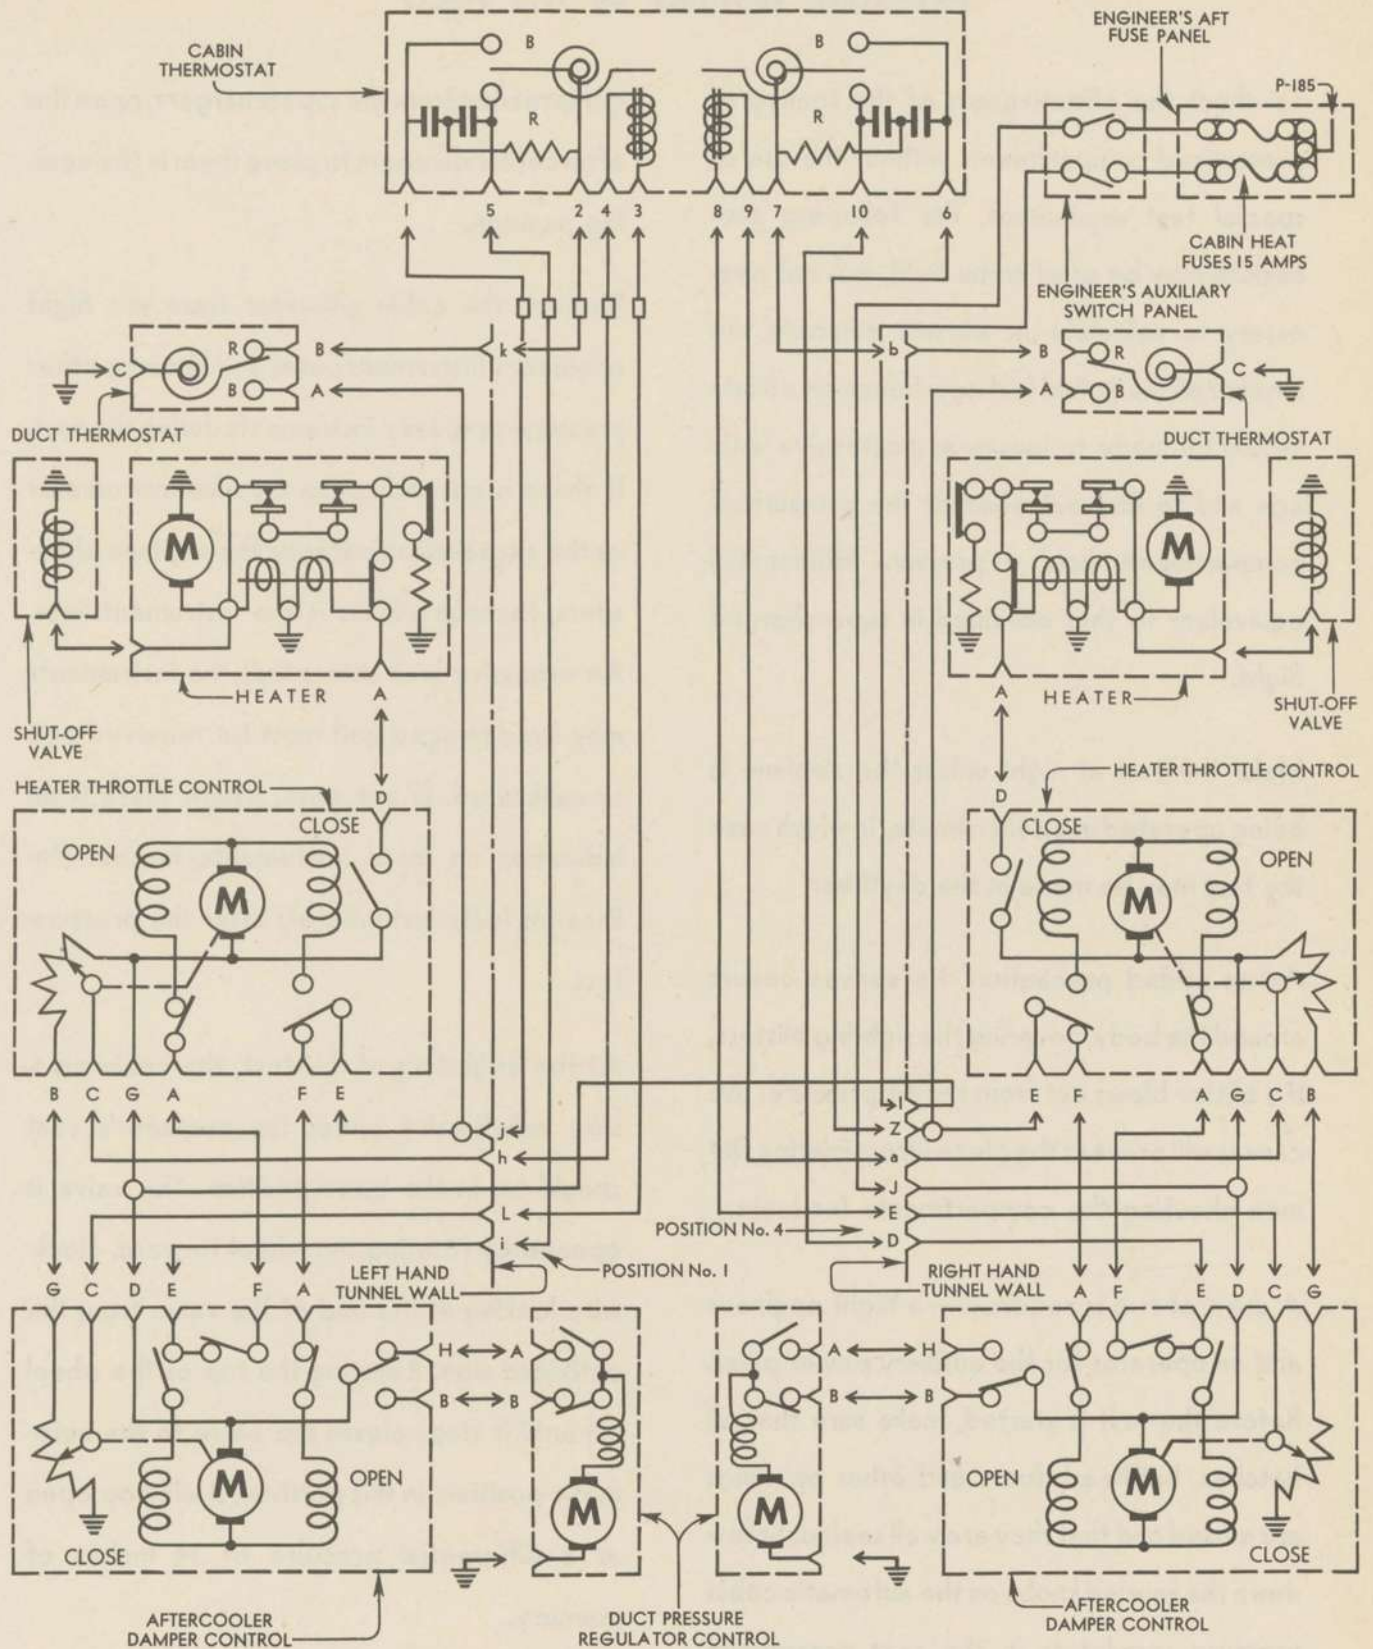 CABIN
THERMOSTAT
ENGINEER'S AFT
FUSE PANEL
P-185
B
R
B
R
1 5 2 4 3 8 9 7 10 6
CABIN HEAT
FUSES 15 AMPS
ENGINEER'S AUXILIARY
SWITCH PANEL
C
R
B
B
A
k
b
B
A
R
B
C
DUCT THERMOSTAT
DUCT THERMOSTAT
M
M
A
HEATER
A
HEATER
SHUT-OFF
VALVE
SHUT-OFF
VALVE
HEATER THROTTLE CONTROL
HEATER THROTTLE CONTROL
D
D
CLOSE
OPEN
M
CLOSE
OPEN
M
B C G A F E
E F A G C B
j
h
L
i
I
Z
a
J
E
D
POSITION No. 4
POSITION No. 1
LEFT HAND
TUNNEL WALL
RIGHT HAND
TUNNEL WALL
G C D E F A
A F E D C G
H A
B B
A H
B B
M
OPEN
CLOSE
M
M
OPEN
M
CLOSE
AFTERCOOLER
DAMPER CONTROL
DUCT PRESSURE
REGULATOR CONTROL
AFTERCOOLER
DAMPER CONTROL